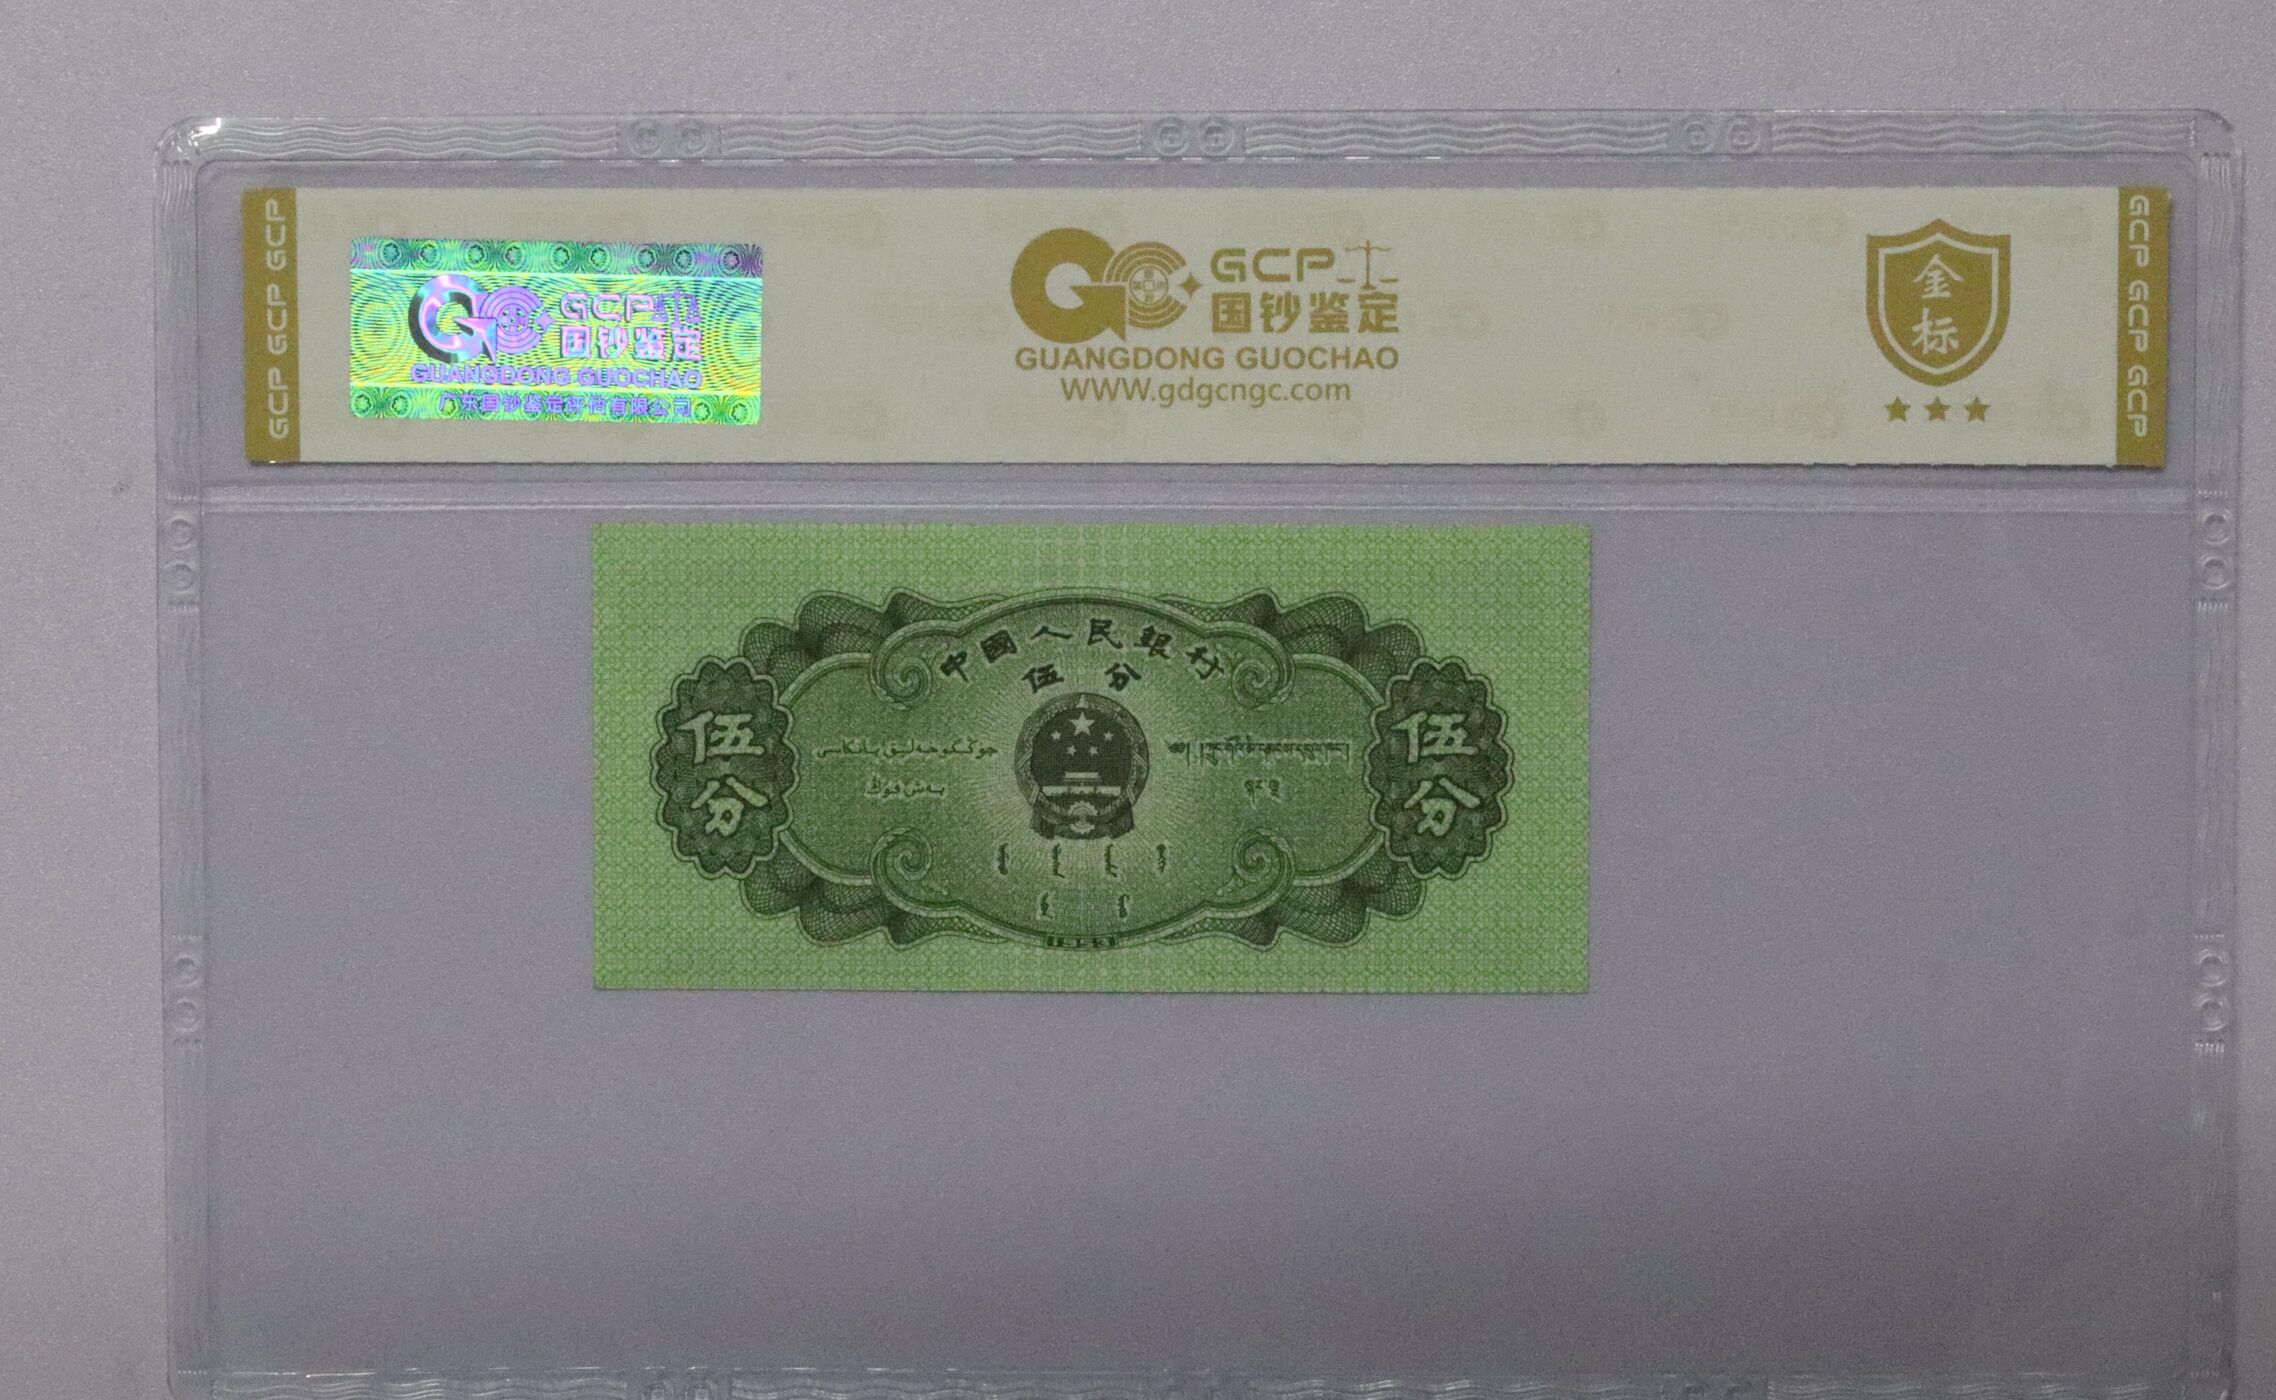 GCP GCP GCP
GCP
国钞鉴定
GUANGDONG GUOCHAO
广东国钞鉴定评估有限公司
GCP
国钞鉴定
GUANGDONG GUOCHAO
WWW.gdgcngc.com
金
标
GCP GCP GCP
中國人民銀行
伍分
伍分
伍分
1953